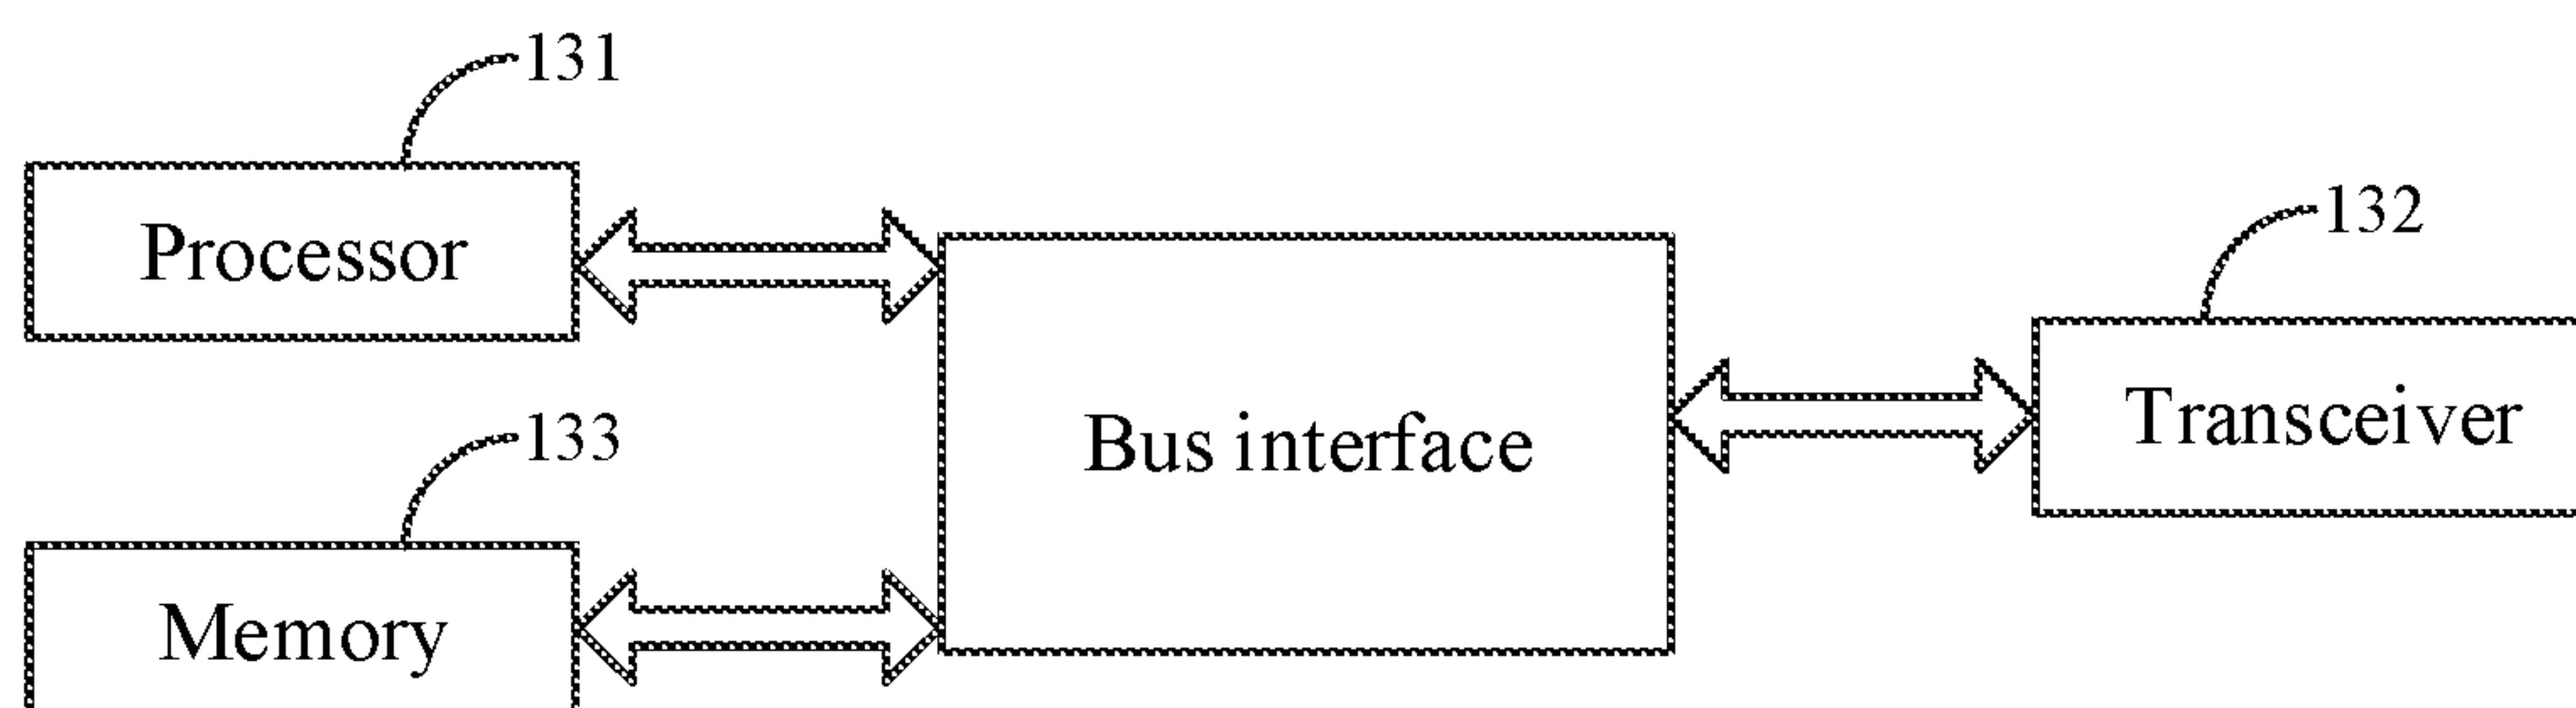 131
Processor
132
Transceiver
Bus interface
133
Memory